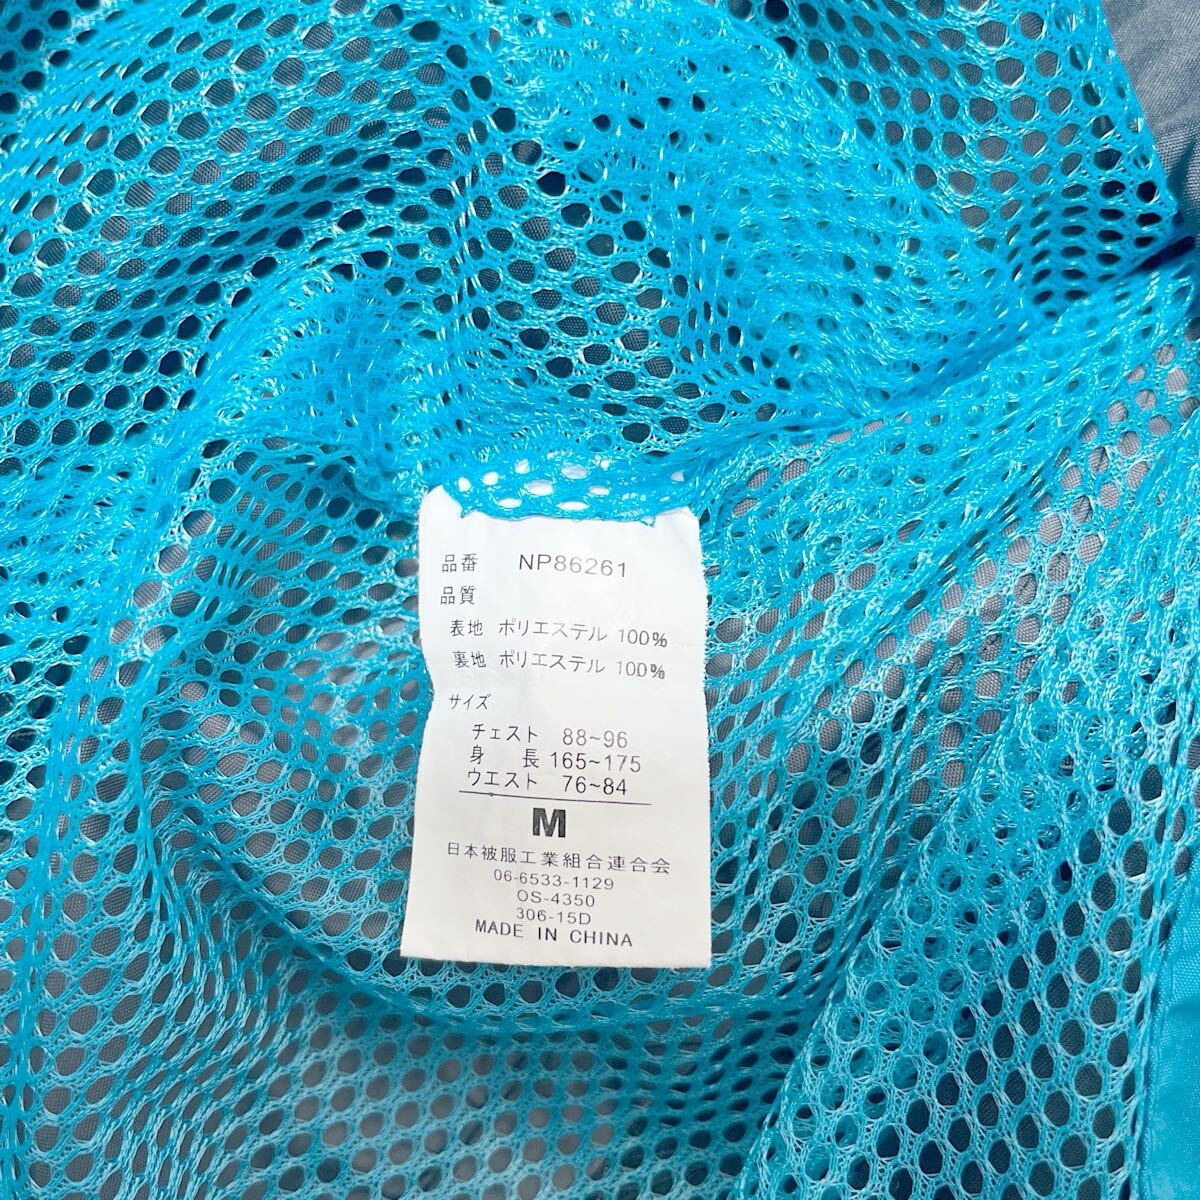 品番 NP86261
品質
表地 ポリエステル 100%
裏地 ポリエステル 100%
サイズ
チェスト 88~96
身 長 165~175
ウエスト 76~84
M
日本被服工業組合連合会
06-6533-1129
OS-4350
306-15D
MADE IN CHINA